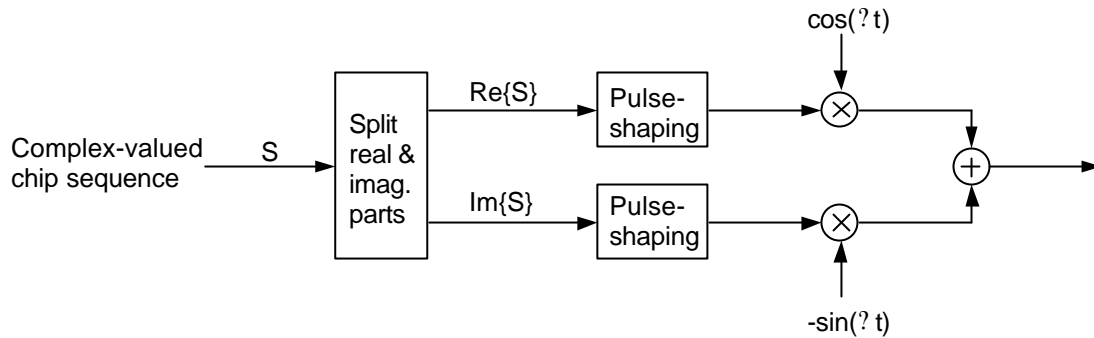 cos(?t)
Re{S}
Pulse-
shaping
Split
real &
imag.
parts
Complex-valued
chip sequence
S
Im{S}
Pulse-
shaping
-sin(?t)